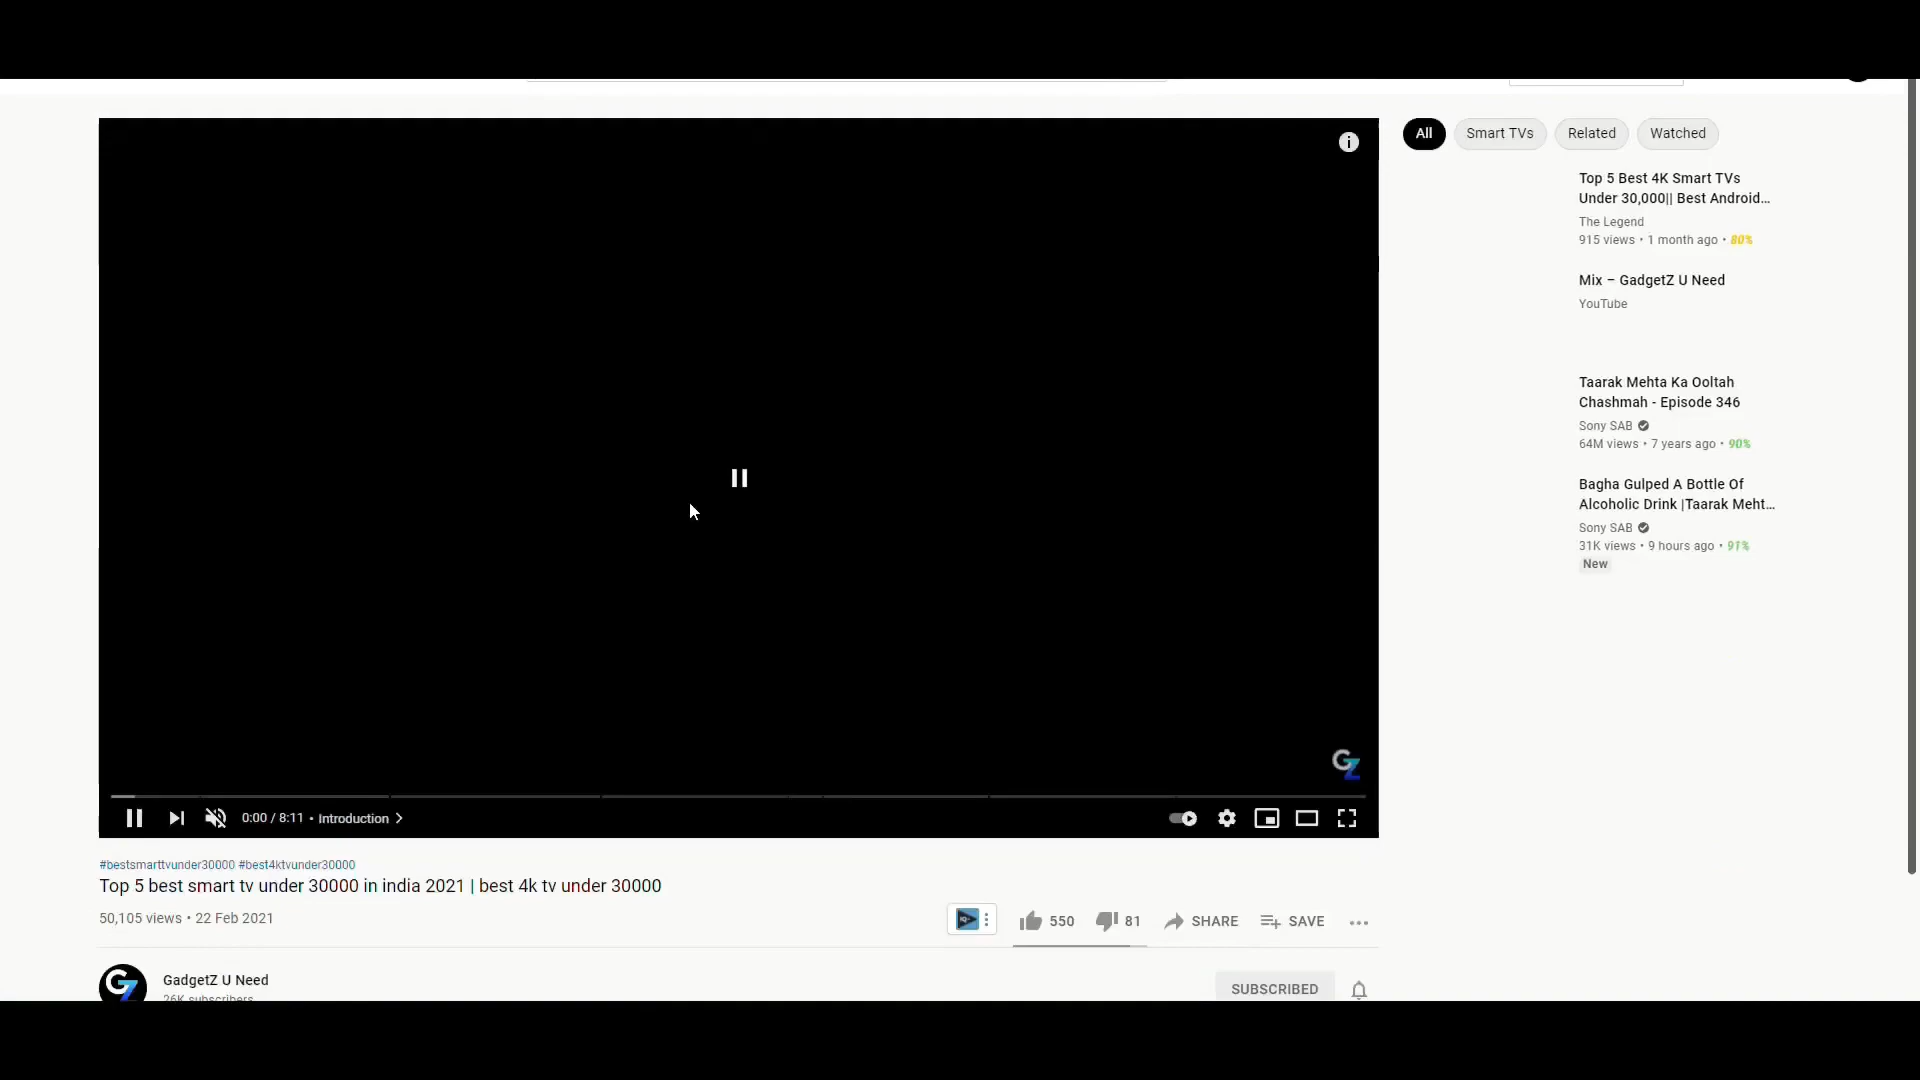 All
Smart TVs
Related
Watched
Top 5 Best 4K Smart TVs
Under 30,000|| Best Android...
The Legend
915 views • 1 month ago • 80%
Mix – GadgetZ U Need
YouTube
Taarak Mehta Ka Ooltah
Chashmah - Episode 346
Sony SAB
64M views • 7 years ago • 90%
Bagha Gulped A Bottle Of
Alcoholic Drink |Taarak Meht...
Sony SAB
31K views • 9 hours ago • 91%
New
GZ
0:00 / 8:11 • Introduction
#bestsmarttvunder30000 #best4ktvunder30000
Top 5 best smart tv under 30000 in india 2021 | best 4k tv under 30000
50,105 views • 22 Feb 2021
550
81
SHARE
SAVE
GZ
GadgetZ U Need
26K subscribers
SUBSCRIBED